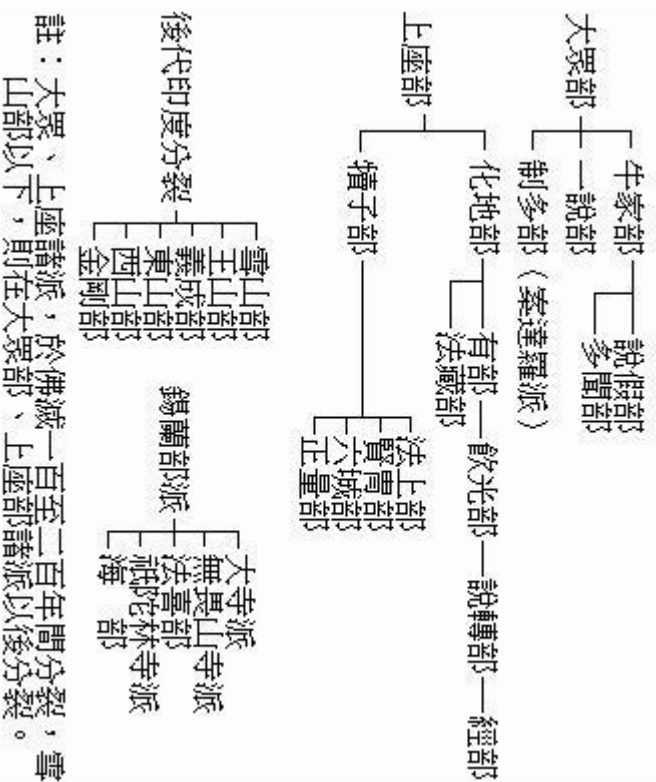 大眾部
牛家部
說假部
多聞部
一說部
制多部（案達羅派）
上座部
化地部
有部
飲光部
說轉部
經部
法藏部
犢子部
法上部
賢冑部
六城部
正量部
後代印度分裂
雪山部
王山部
義成部
東山部
西山部
金剛部
錫蘭部派
大寺派
無畏山寺派
法喜部
祇陀林寺派
海部
註：大眾、上座諸派，於佛滅一百至二百年間分裂，雪
山部以下，則在大眾部、上座部諸派以後分裂。